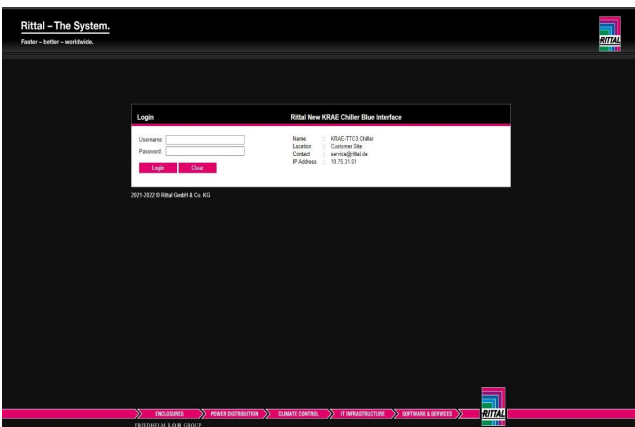 Rittal – The System.
Faster – better – worldwide.
RITTAL
Login
Rittal New KRAE Chiller Blue Interface
Username
Password
Login Clear
Name : KRAE-TTC3 Chiller
Location : Customer Site
Contact : service@rittal.de
IP Address : 10.75.31.51
2021-2022 © Rittal GmbH & Co. KG
ENCLOSURES POWER DISTRIBUTION CLIMATE CONTROL IT INFRASTRUCTURE SOFTWARE & SERVICES
RITTAL
FRIEDHELM LOH GROUP